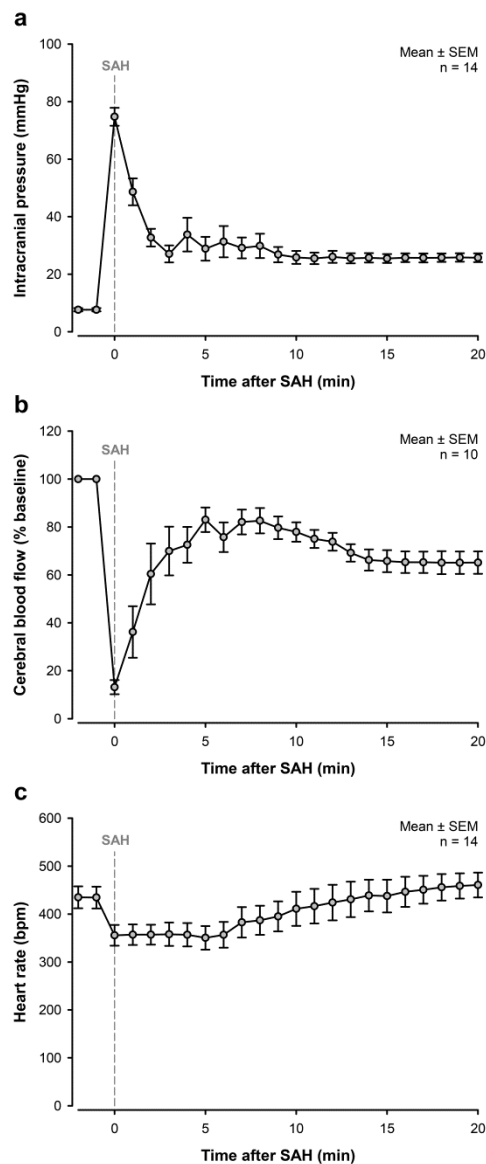 a
Intracranial pressure (mmHg)
100
80
60
40
20
0
SAH
Mean ± SEM
n = 14
0 5 10 15 20
Time after SAH (min)
b
Cerebral blood flow (% baseline)
120
100
80
60
40
20
0
SAH
Mean ± SEM
n = 10
0 5 10 15 20
Time after SAH (min)
c
Heart rate (bpm)
600
500
400
300
200
100
0
SAH
Mean ± SEM
n = 14
0 5 10 15 20
Time after SAH (min)